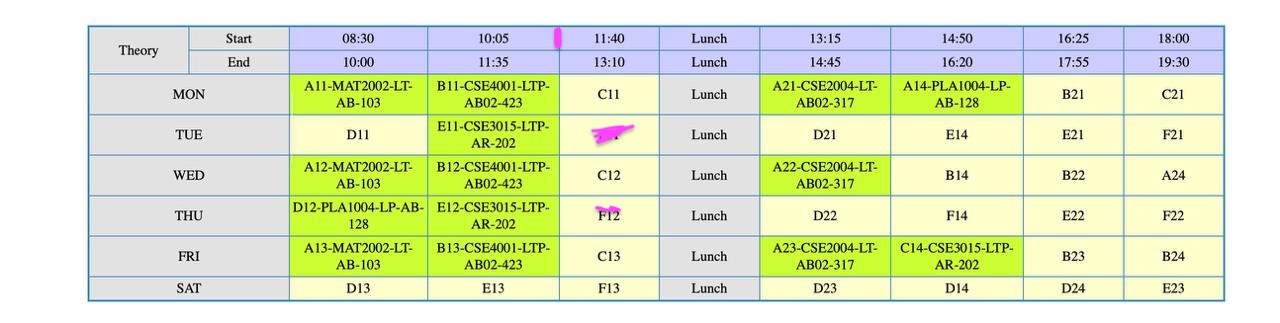 Theory Start 08:30 10:05 11:40 Lunch 13:15 14:50 16:25 18:00
End 10:00 11:35 13:10 Lunch 14:45 16:20 17:55 19:30
MON A11-MAT2002-LT-AB-103 B11-CSE4001-LTP-AB02-423 C11 Lunch A21-CSE2004-LT-AB02-317 A14-PLA1004-LP-AB-128 B21 C21
TUE D11 E11-CSE3015-LTP-AR-202 Lunch D21 E14 E21 F21
WED A12-MAT2002-LT-AB-103 B12-CSE4001-LTP-AB02-423 C12 Lunch A22-CSE2004-LT-AB02-317 B14 B22 A24
THU D12-PLA1004-LP-AB-128 E12-CSE3015-LTP-AR-202 F12 Lunch D22 F14 E22 F22
FRI A13-MAT2002-LT-AB-103 B13-CSE4001-LTP-AB02-423 C13 Lunch A23-CSE2004-LT-AB02-317 C14-CSE3015-LTP-AR-202 B23 B24
SAT D13 E13 F13 Lunch D23 D14 D24 E23